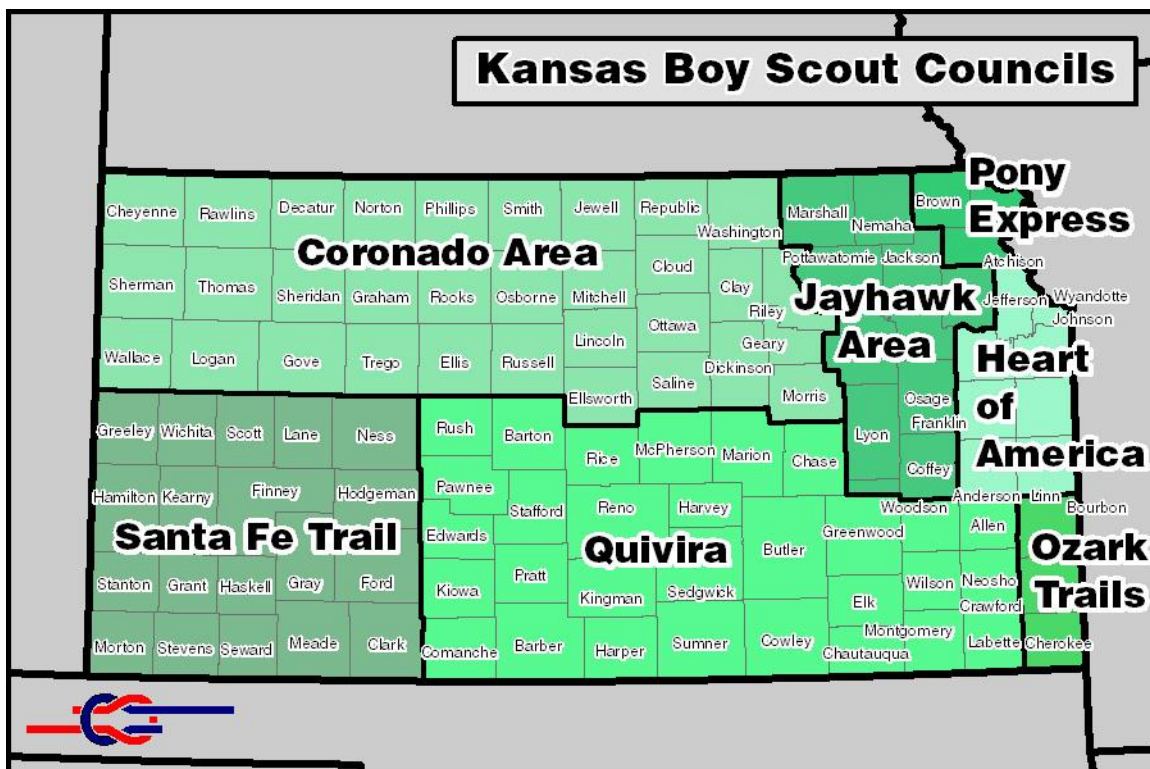 Kansas Boy Scout Councils
Pony
Express
Brown
Cheyenne Rawlins Decatur Norton Phillips Smith Jewell Republic Washington Marshall Nemaha
Coronado Area
Cloud Pottawatomie Jackson Atchison
Sherman Thomas Sheridan Graham Rooks Osborne Mitchell Clay Riley
Jayhawk
Area
Jefferson Wyandotte
Johnson
Wallace Logan Gove Trego Ellis Russell Lincoln Ottawa Geary
Saline Dickinson
Ellsworth Morris
Heart
of
America
Osage
Franklin
Lyon
Coffey
Greeley Wichita Scott Lane Ness Rush Barton Rice McPherson Marion Chase
Hamilton Kearny Finney Hodgeman Pawnee Stafford Reno Harvey
Woodson Anderson Linn Bourbon
Santa Fe Trail
Edwards
Quivira
Butler Greenwood Allen
Ozark
Trails
Stanton Grant Haskell Gray Ford Kiowa Pratt Kingman Sedgwick Elk Wilson Neosho
Crawford
Morton Stevens Seward Meade Clark Comanche Barber Harper Sumner Cowley Chautauqua Montgomery Labette Cherokee